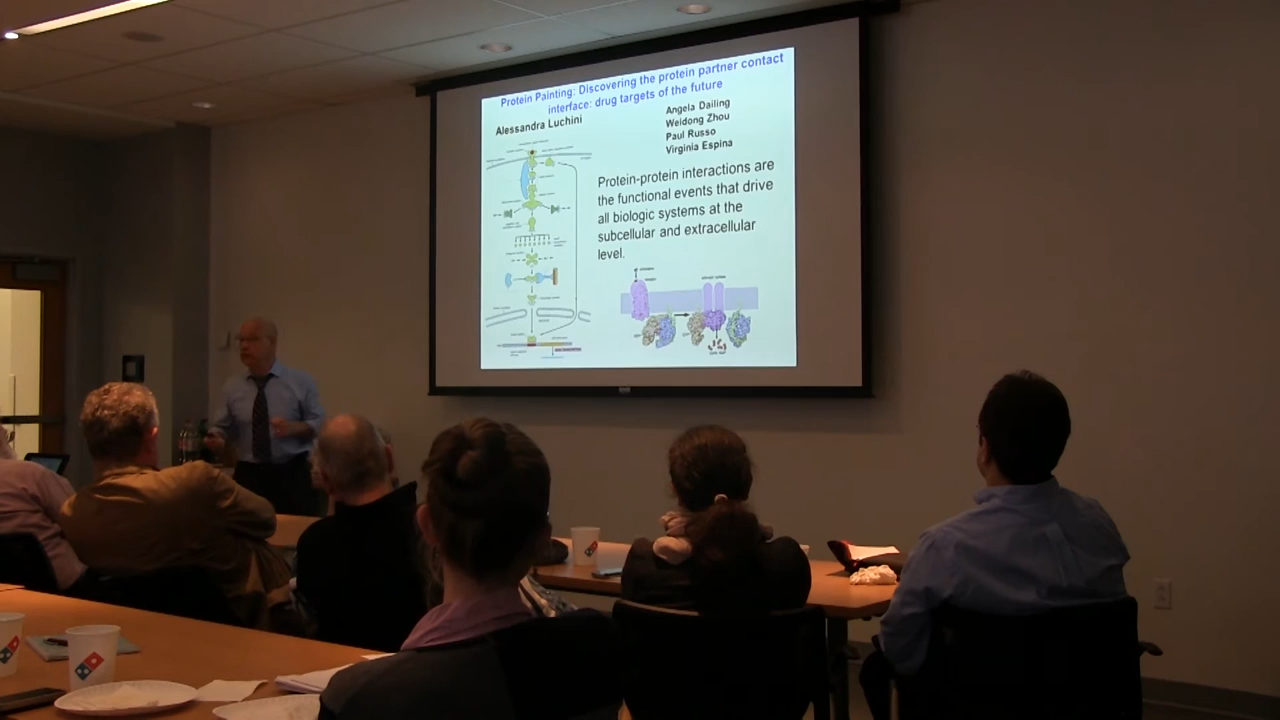 Protein Painting: Discovering the protein partner contact
interface: drug targets of the future
Alessandra Luchini
Angela Dailing
Weidong Zhou
Paul Russo
Virginia Espina
Protein-protein interactions are
the functional events that drive
all biologic systems at the
subcellular and extracellular
level.